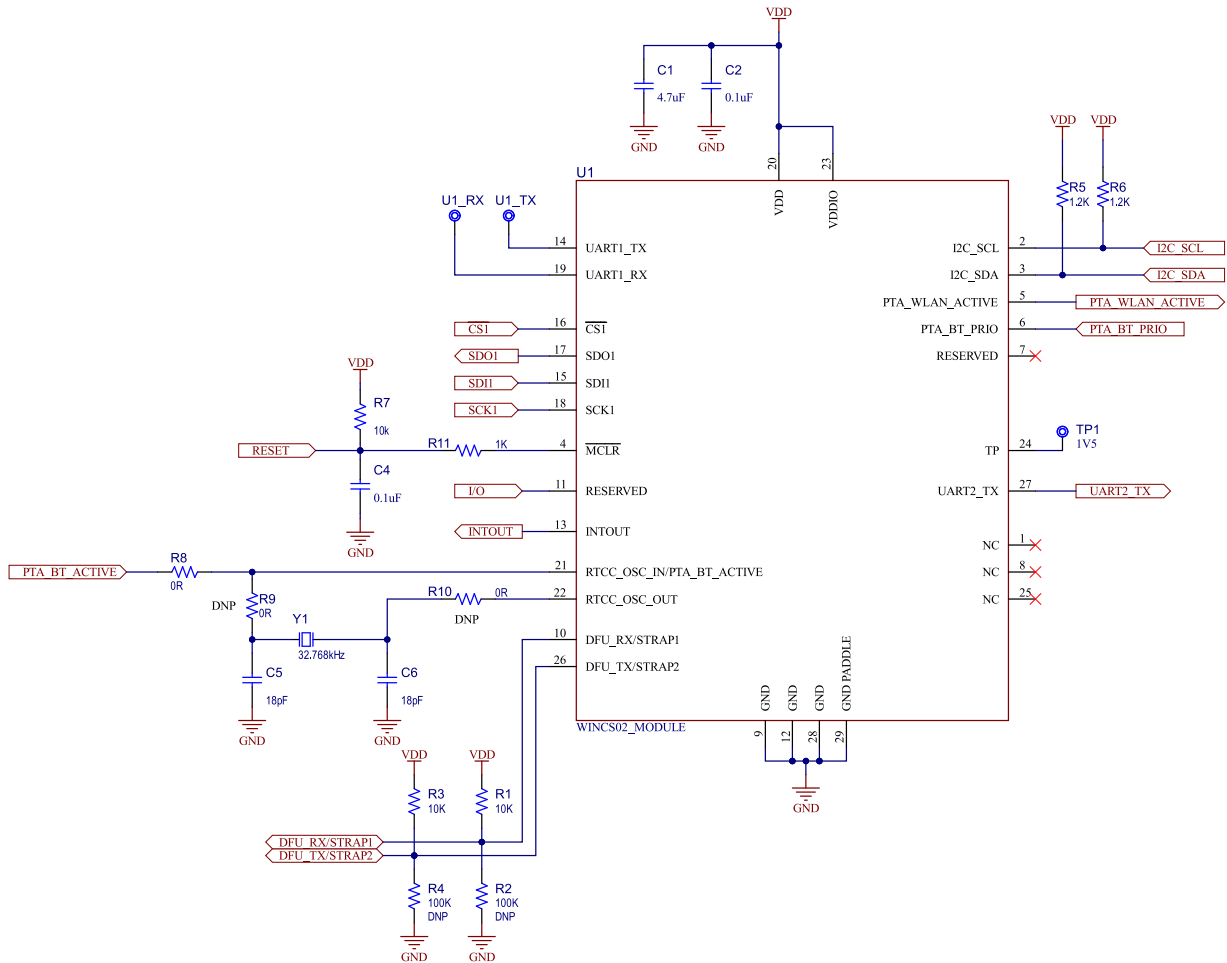 VDD
C1
C2
4.7uF
0.1uF
GND
GND
VDD
VDD
20
23
U1
VDD
VDDIO
R5
1.2K
R6
1.2K
U1_RX
U1_TX
14
UART1_TX
19
UART1_RX
I2C_SCL
2
I2C_SCL
I2C_SDA
3
I2C_SDA
PTA_WLAN_ACTIVE
5
PTA_WLAN_ACTIVE
CS1
16
CS1
PTA_BT_PRIO
6
PTA_BT_PRIO
SDO1
17
SDO1
RESERVED
7
VDD
SDI1
15
SDI1
R7
10k
SCK1
18
SCK1
TP1
1V5
RESET
R11
1K
4
MCLR
TP
24
C4
0.1uF
I/O
11
RESERVED
UART2_TX
27
UART2_TX
INTOUT
13
INTOUT
GND
NC
1
PTA_BT_ACTIVE
R8
0R
21
RTCC_OSC_IN/PTA_BT_ACTIVE
NC
8
DNP
R9
0R
R10
0R
DNP
22
RTCC_OSC_OUT
NC
25
Y1
32.768kHz
10
DFU_RX/STRAP1
C5
18pF
C6
18pF
26
DFU_TX/STRAP2
GND
GND
GND
GND PADDLE
GND
GND
WINCS02_MODULE
9
12
28
29
VDD
VDD
R3
10K
R1
10K
GND
DFU_RX/STRAP1
DFU_TX/STRAP2
R4
100K
DNP
R2
100K
DNP
GND
GND